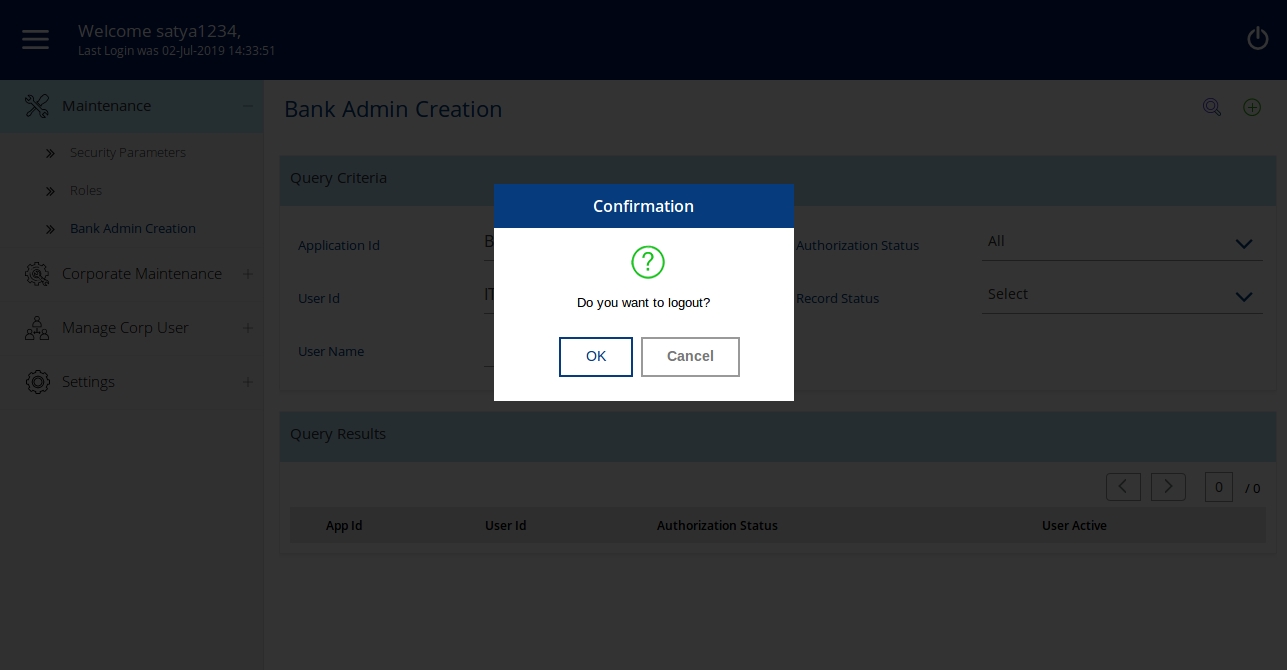 Welcome satya1234,
Last Login was 02-Jul-2019 14:33:51
Maintenance
Security Parameters
Roles
Bank Admin Creation
Corporate Maintenance
Manage Corp User
Settings
Bank Admin Creation
Query Criteria
Application Id
Authorization Status
All
User Id
Record Status
Select
User Name
Confirmation
?
Do you want to logout?
OK
Cancel
Query Results
0 / 0
App Id User Id Authorization Status User Active